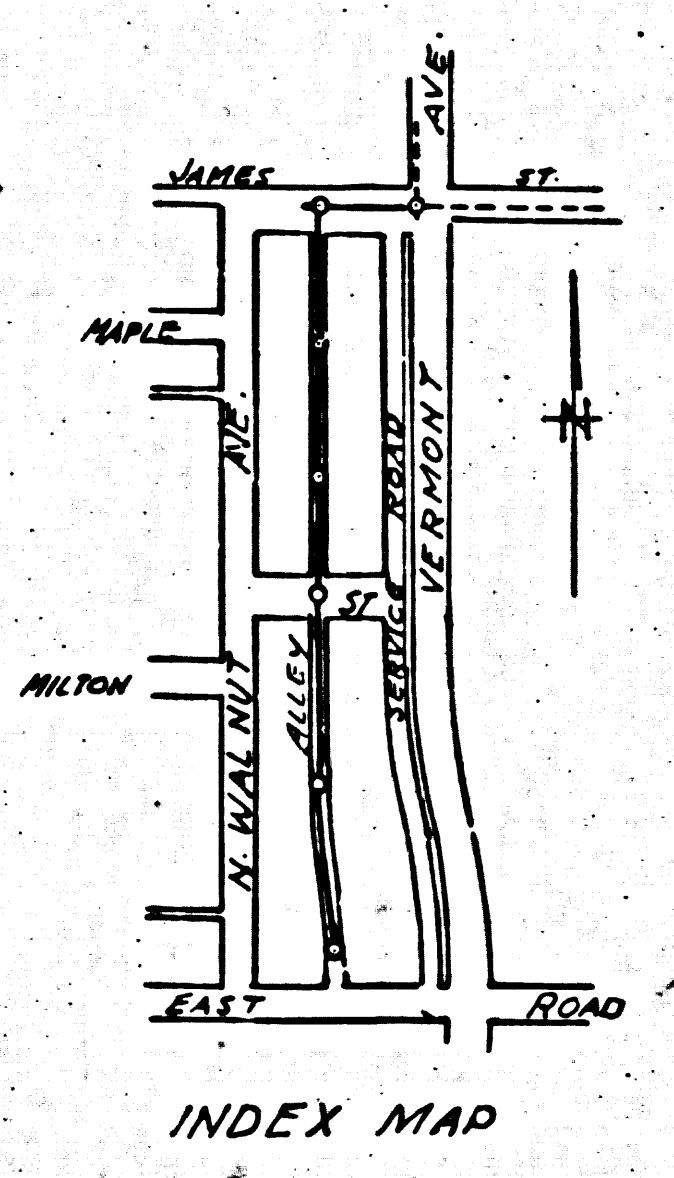 JAMES ST.
VERMONT AVE.
MAPLE
N. WALNUT AVE.
SERVICE ROAD
MILTON ST
ALLEY
N
EAST ROAD
INDEX MAP